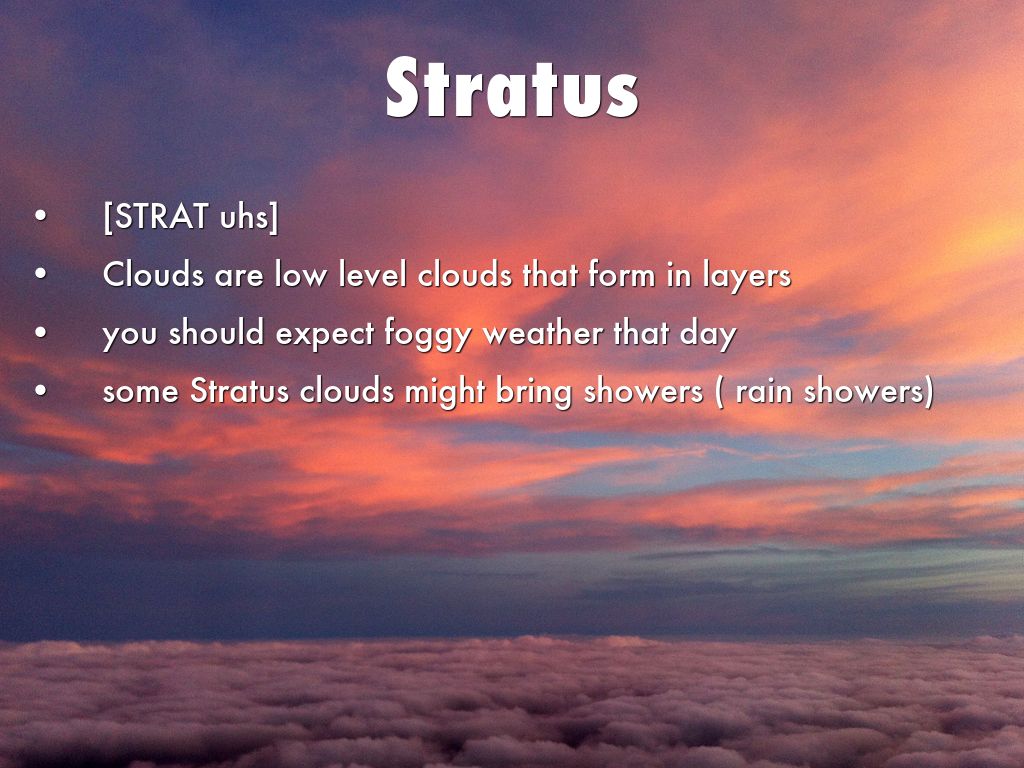 Stratus
• [STRAT uhs]
• Clouds are low level clouds that form in layers
• you should expect foggy weather that day
• some Stratus clouds might bring showers ( rain showers)